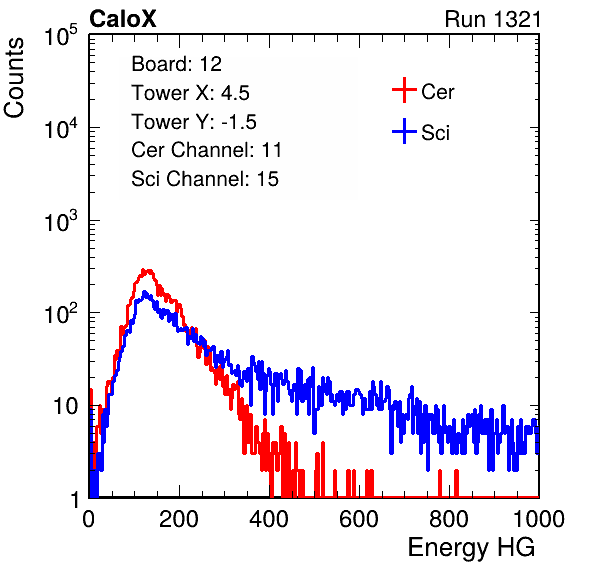 CaloX Run 1321
Counts
10^5
10^4
10^3
10^2
10
1
Board: 12
Tower X: 4.5
Tower Y: -1.5
Cer Channel: 11
Sci Channel: 15
Cer
Sci
0 200 400 600 800 1000
Energy HG